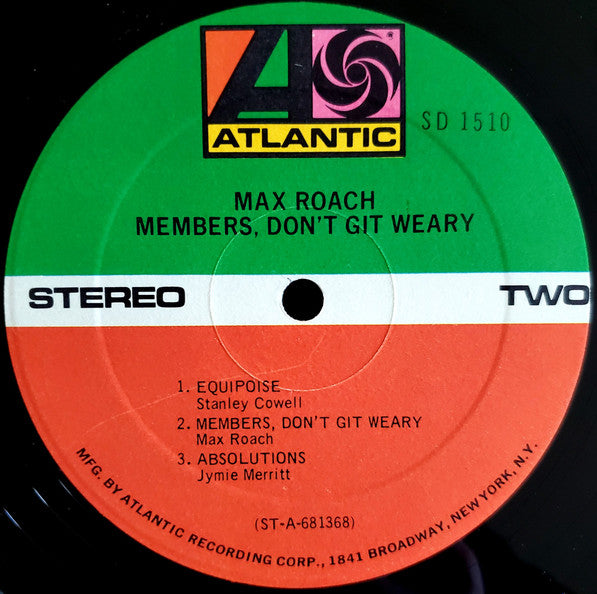 ATLANTIC
SD 1510
MAX ROACH
MEMBERS, DON'T GIT WEARY
STEREO
TWO
1. EQUIPOISE
Stanley Cowell
2. MEMBERS, DON'T GIT WEARY
Max Roach
3. ABSOLUTIONS
Jymie Merritt
(ST-A-681368)
MFG. BY ATLANTIC RECORDING CORP., 1841 BROADWAY, NEW YORK, N.Y.